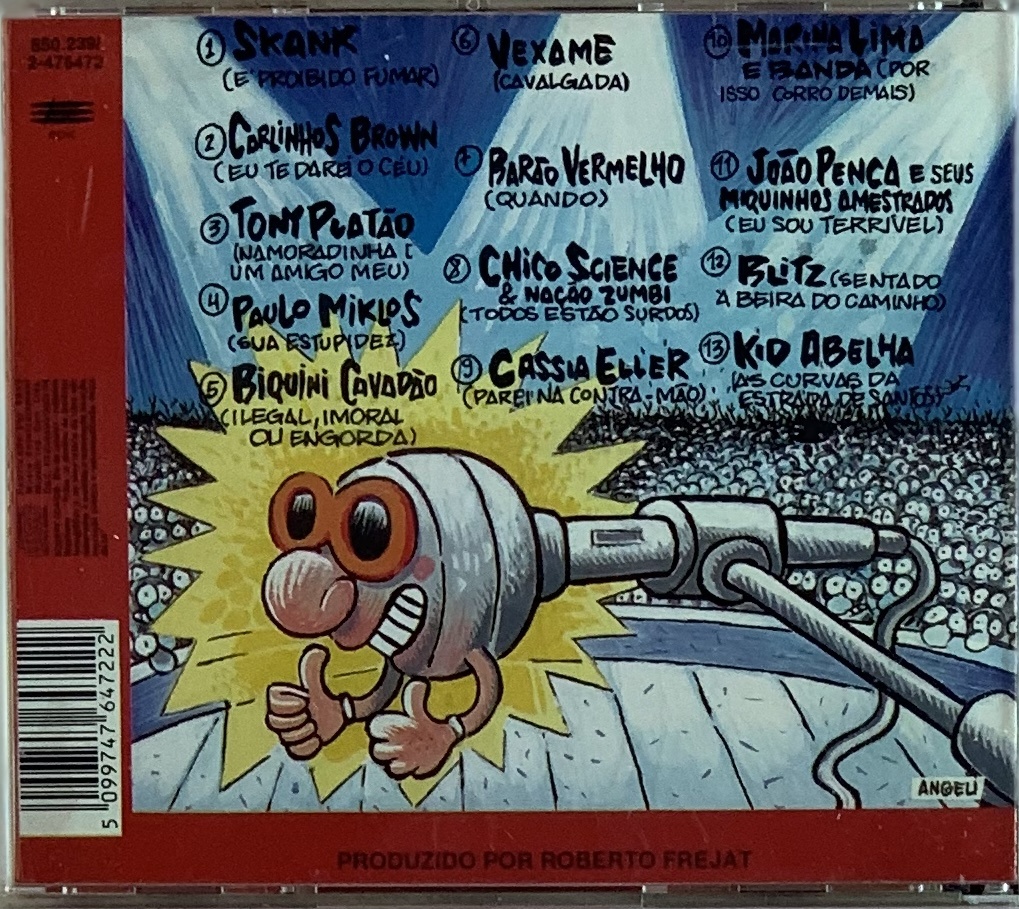 850.239/
2-476472
① SKANK
(É PROIBIDO FUMAR)
② CARLINHOS BROWN
(EU TE DAREI O CÉU)
③ TONY PLATÃO
(NAMORADINHA D
UM AMIGO MEU)
④ PAULO MIKLOS
(SUA ESTUPIDEZ)
⑤ BIQUINI CAVADÃO
(ILEGAL, IMORAL
OU ENGORDA)
⑥ VEXAME
(CAVALGADA)
⑦ BARÃO VERMELHO
(QUANDO)
⑧ CHICO SCIENCE
& NAÇÃO ZUMBI
(TODOS ESTÃO SURDOS)
⑨ CASSIA ELLER
(PAREI NA CONTRA-MÃO)
⑩ MARINA LIMA
E BANDA (POR
ISSO CORRO DEMAIS)
⑪ JOÃO PENCA E SEUS
MIQUINHOS AMESTRADOS
(EU SOU TERRÍVEL)
⑫ BLITZ (SENTADO
À BEIRA DO CAMINHO)
⑬ KID ABELHA
(AS CURVAS DA
ESTRADA DE SANTOS)
ANGELI
5 099747 647222
PRODUZIDO POR ROBERTO FREJAT